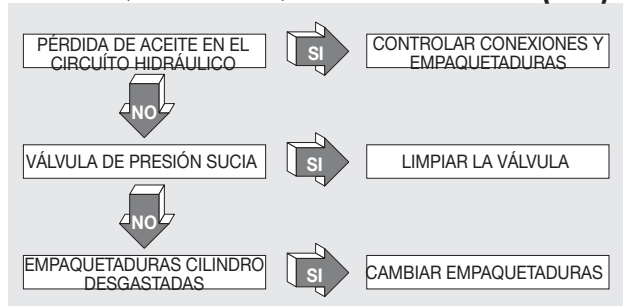 PÉRDIDA DE ACEITE EN EL
CIRCUÍTO HIDRÁULICO
SI
CONTROLAR CONEXIONES Y
EMPAQUETADURAS
NO
VÁLVULA DE PRESIÓN SUCIA
SI
LIMPIAR LA VÁLVULA
NO
EMPAQUETADURAS CILINDRO
DESGASTADAS
SI
CAMBIAR EMPAQUETADURAS